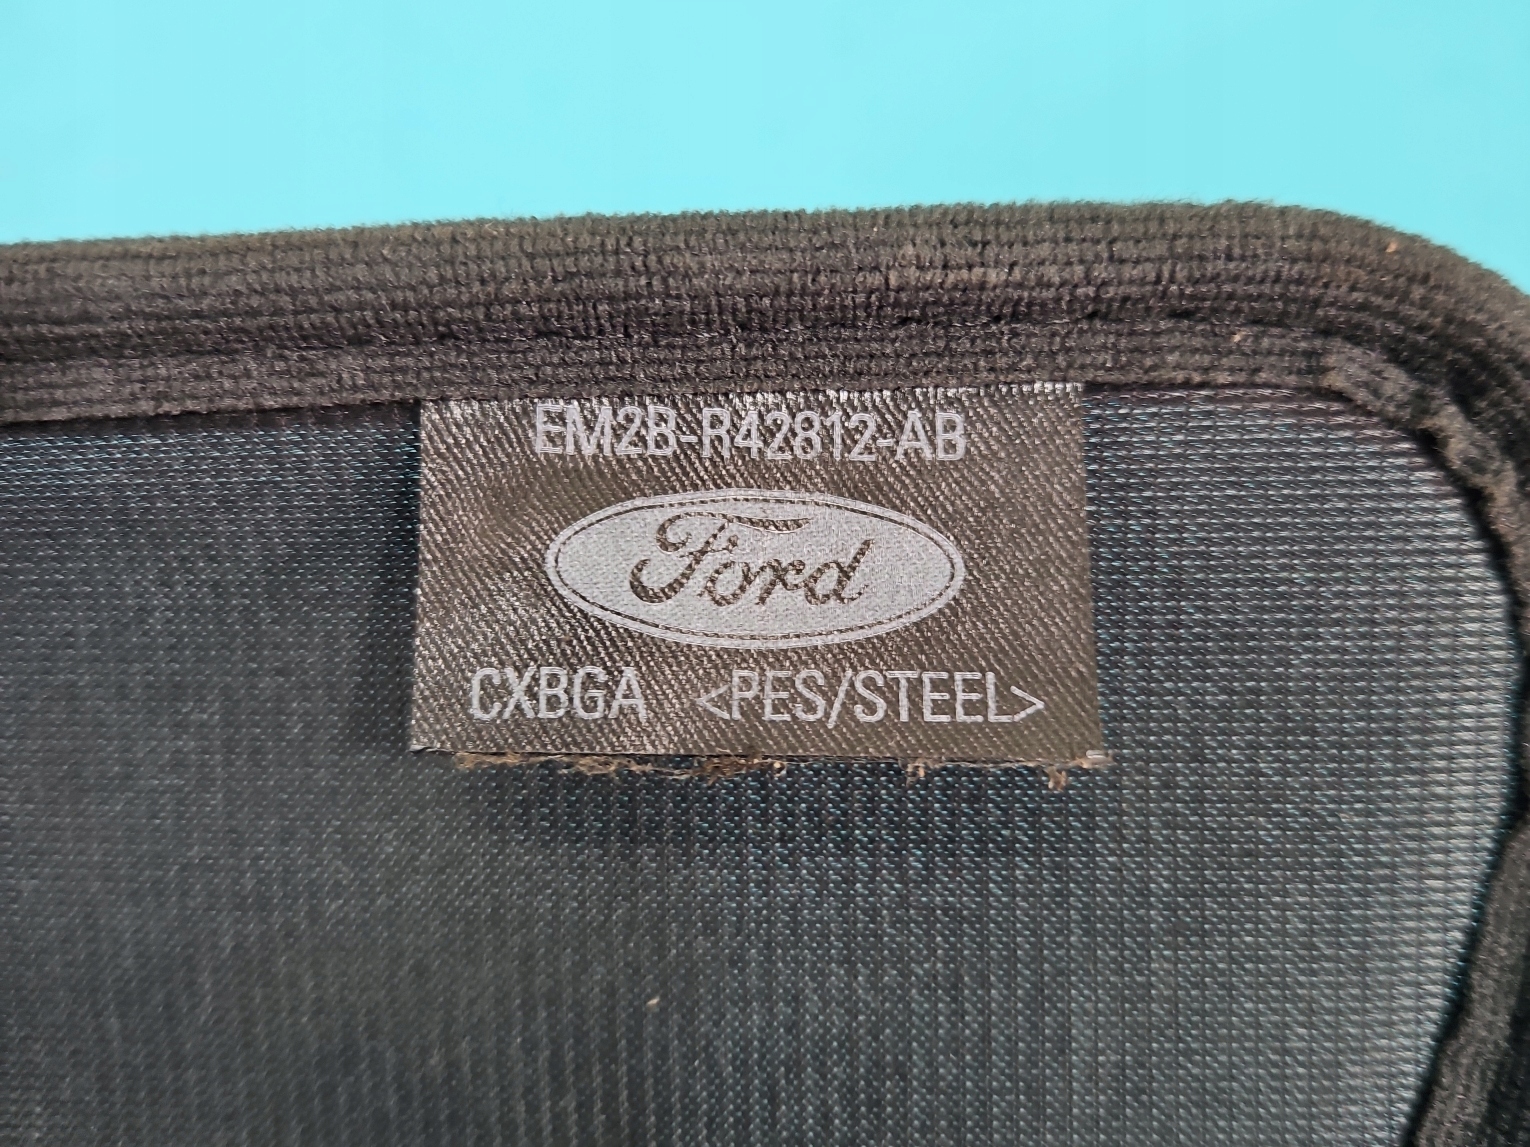 EM2B-R42812-AB
Ford
CXBGA <PES/STEEL>